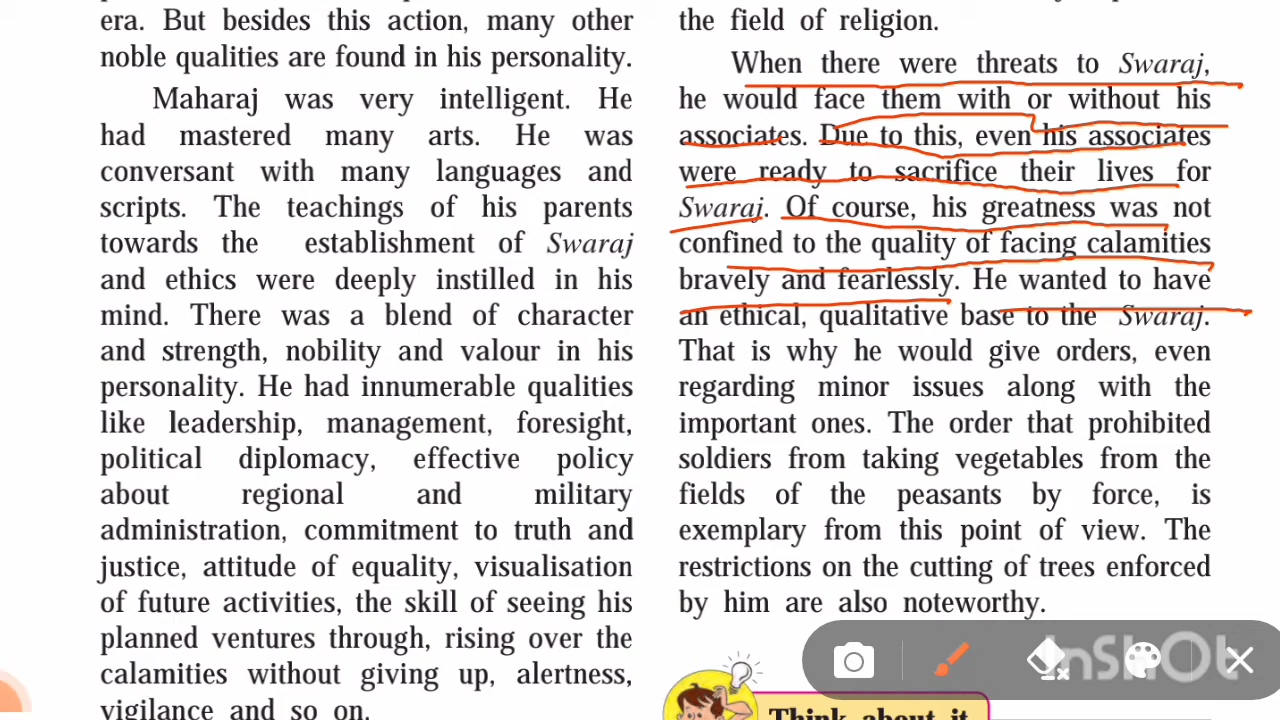 era. But besides this action, many other
noble qualities are found in his personality.
Maharaj was very intelligent. He
had mastered many arts. He was
conversant with many languages and
scripts. The teachings of his parents
towards the establishment of Swaraj
and ethics were deeply instilled in his
mind. There was a blend of character
and strength, nobility and valour in his
personality. He had innumerable qualities
like leadership, management, foresight,
political diplomacy, effective policy
about regional and military
administration, commitment to truth and
justice, attitude of equality, visualisation
of future activities, the skill of seeing his
planned ventures through, rising over the
calamities without giving up, alertness,
vigilance and so on.
the field of religion.
When there were threats to Swaraj,
he would face them with or without his
associates. Due to this, even his associates
were ready to sacrifice their lives for
Swaraj. Of course, his greatness was not
confined to the quality of facing calamities
bravely and fearlessly. He wanted to have
an ethical, qualitative base to the Swaraj.
That is why he would give orders, even
regarding minor issues along with the
important ones. The order that prohibited
soldiers from taking vegetables from the
fields of the peasants by force, is
exemplary from this point of view. The
restrictions on the cutting of trees enforced
by him are also noteworthy.
InShOt
Think about it